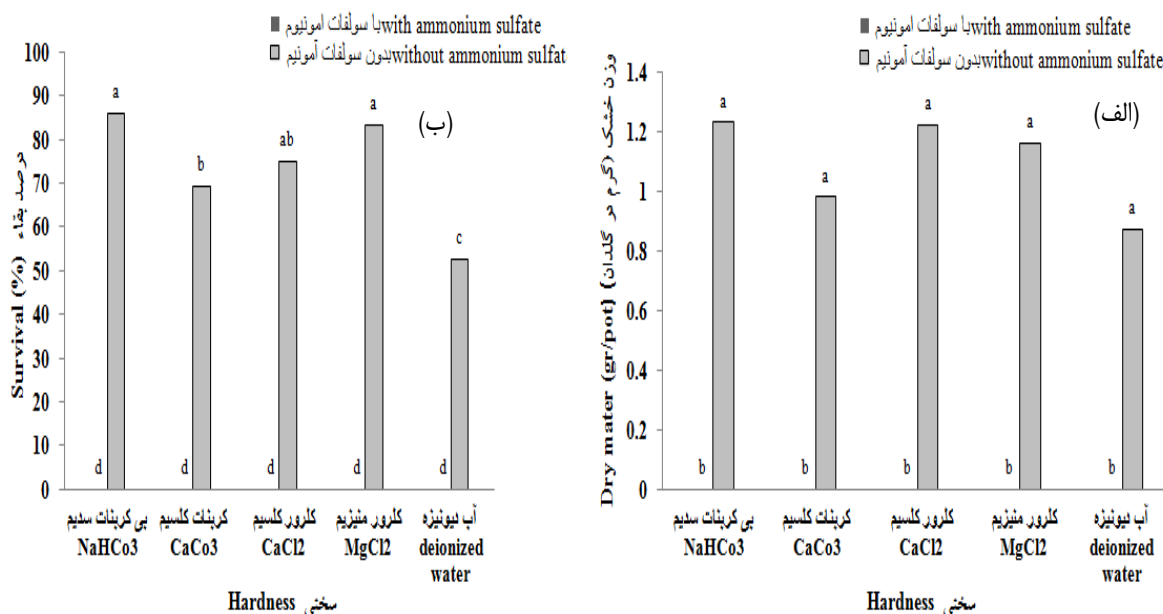 با سولفات امونیوم with ammonium sulfate
بدون سولفات آمونیم without ammonium sulfat
درصد بقاء Survival (%)
100
90
80
70
60
50
40
30
20
10
0
(ب)
a
b
ab
a
c
d d d d d
بی کربنات سدیم
NaHCo3
کربنات کلسیم
CaCo3
کلرور کلسیم
CaCl2
کلرور منیزیم
MgCl2
آب دیونیزه
deionized
water
Hardness سختی
با سولفات امونیوم with ammonium sulfate
بدون سولفات آمونیم without ammonium sulfate
وزن خشک (گرم در گلدان) Dry mater (gr/pot)
1.4
1.2
1
0.8
0.6
0.4
0.2
0
(الف)
a
a
a
a
a
b b b b b
بی کربنات سدیم
NaHCo3
کربنات کلسیم
CaCo3
کلرور کلسیم
CaCl2
کلرور منیزیم
MgCl2
آب دیونیزه
deionized
water
Hardness سختی